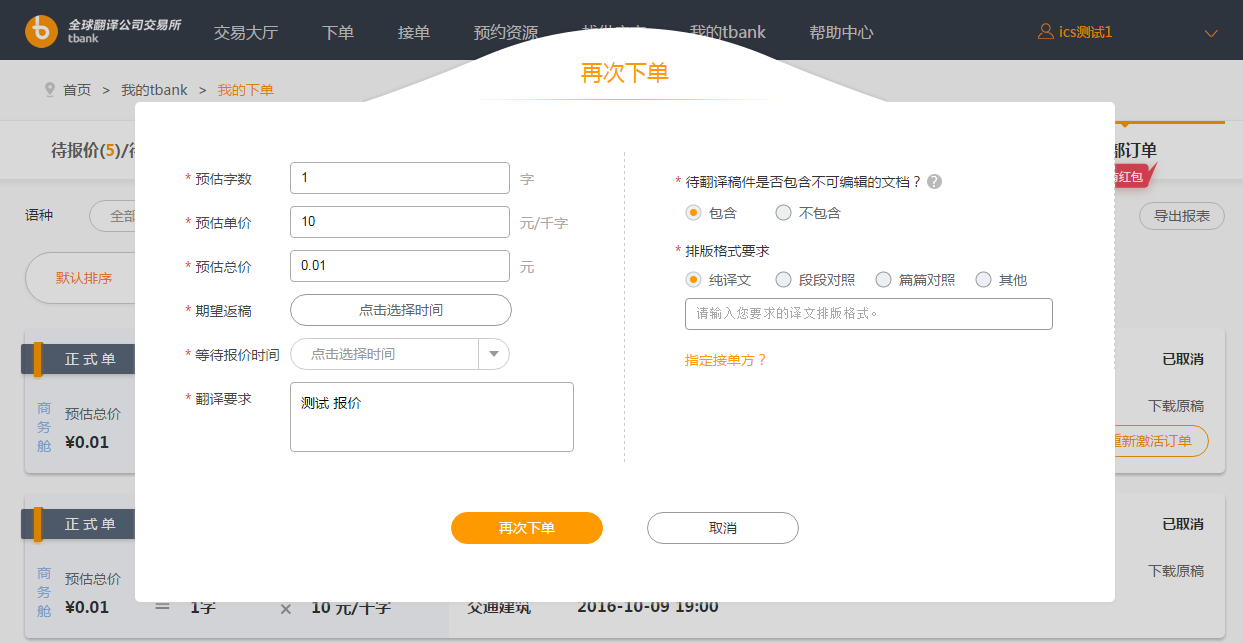 全球翻译公司交易所
tbank
交易大厅 下单 接单 预约资源 我的tbank 帮助中心 ics测试1
再次下单
首页 > 我的tbank > 我的下单
待报价(5)/
部订单
红包
语种 全部
导出报表
默认排序
* 预估字数 1 字
* 预估单价 10 元/千字
* 预估总价 0.01 元
* 期望返稿 点击选择时间
* 等待报价时间 点击选择时间
* 翻译要求 测试 报价
* 待翻译稿件是否包含不可编辑的文档？ ?
包含 不包含
* 排版格式要求
纯译文 段段对照 篇篇对照 其他
请输入您要求的译文排版格式。
指定接单方？
再次下单 取消
正式单 已取消
商务舱 预估总价 下载原稿
¥0.01 重新激活订单
正式单 已取消
商务舱 预估总价 下载原稿
¥0.01 = 1字 × 10 元/千字 交通建筑 2016-10-09 19:00